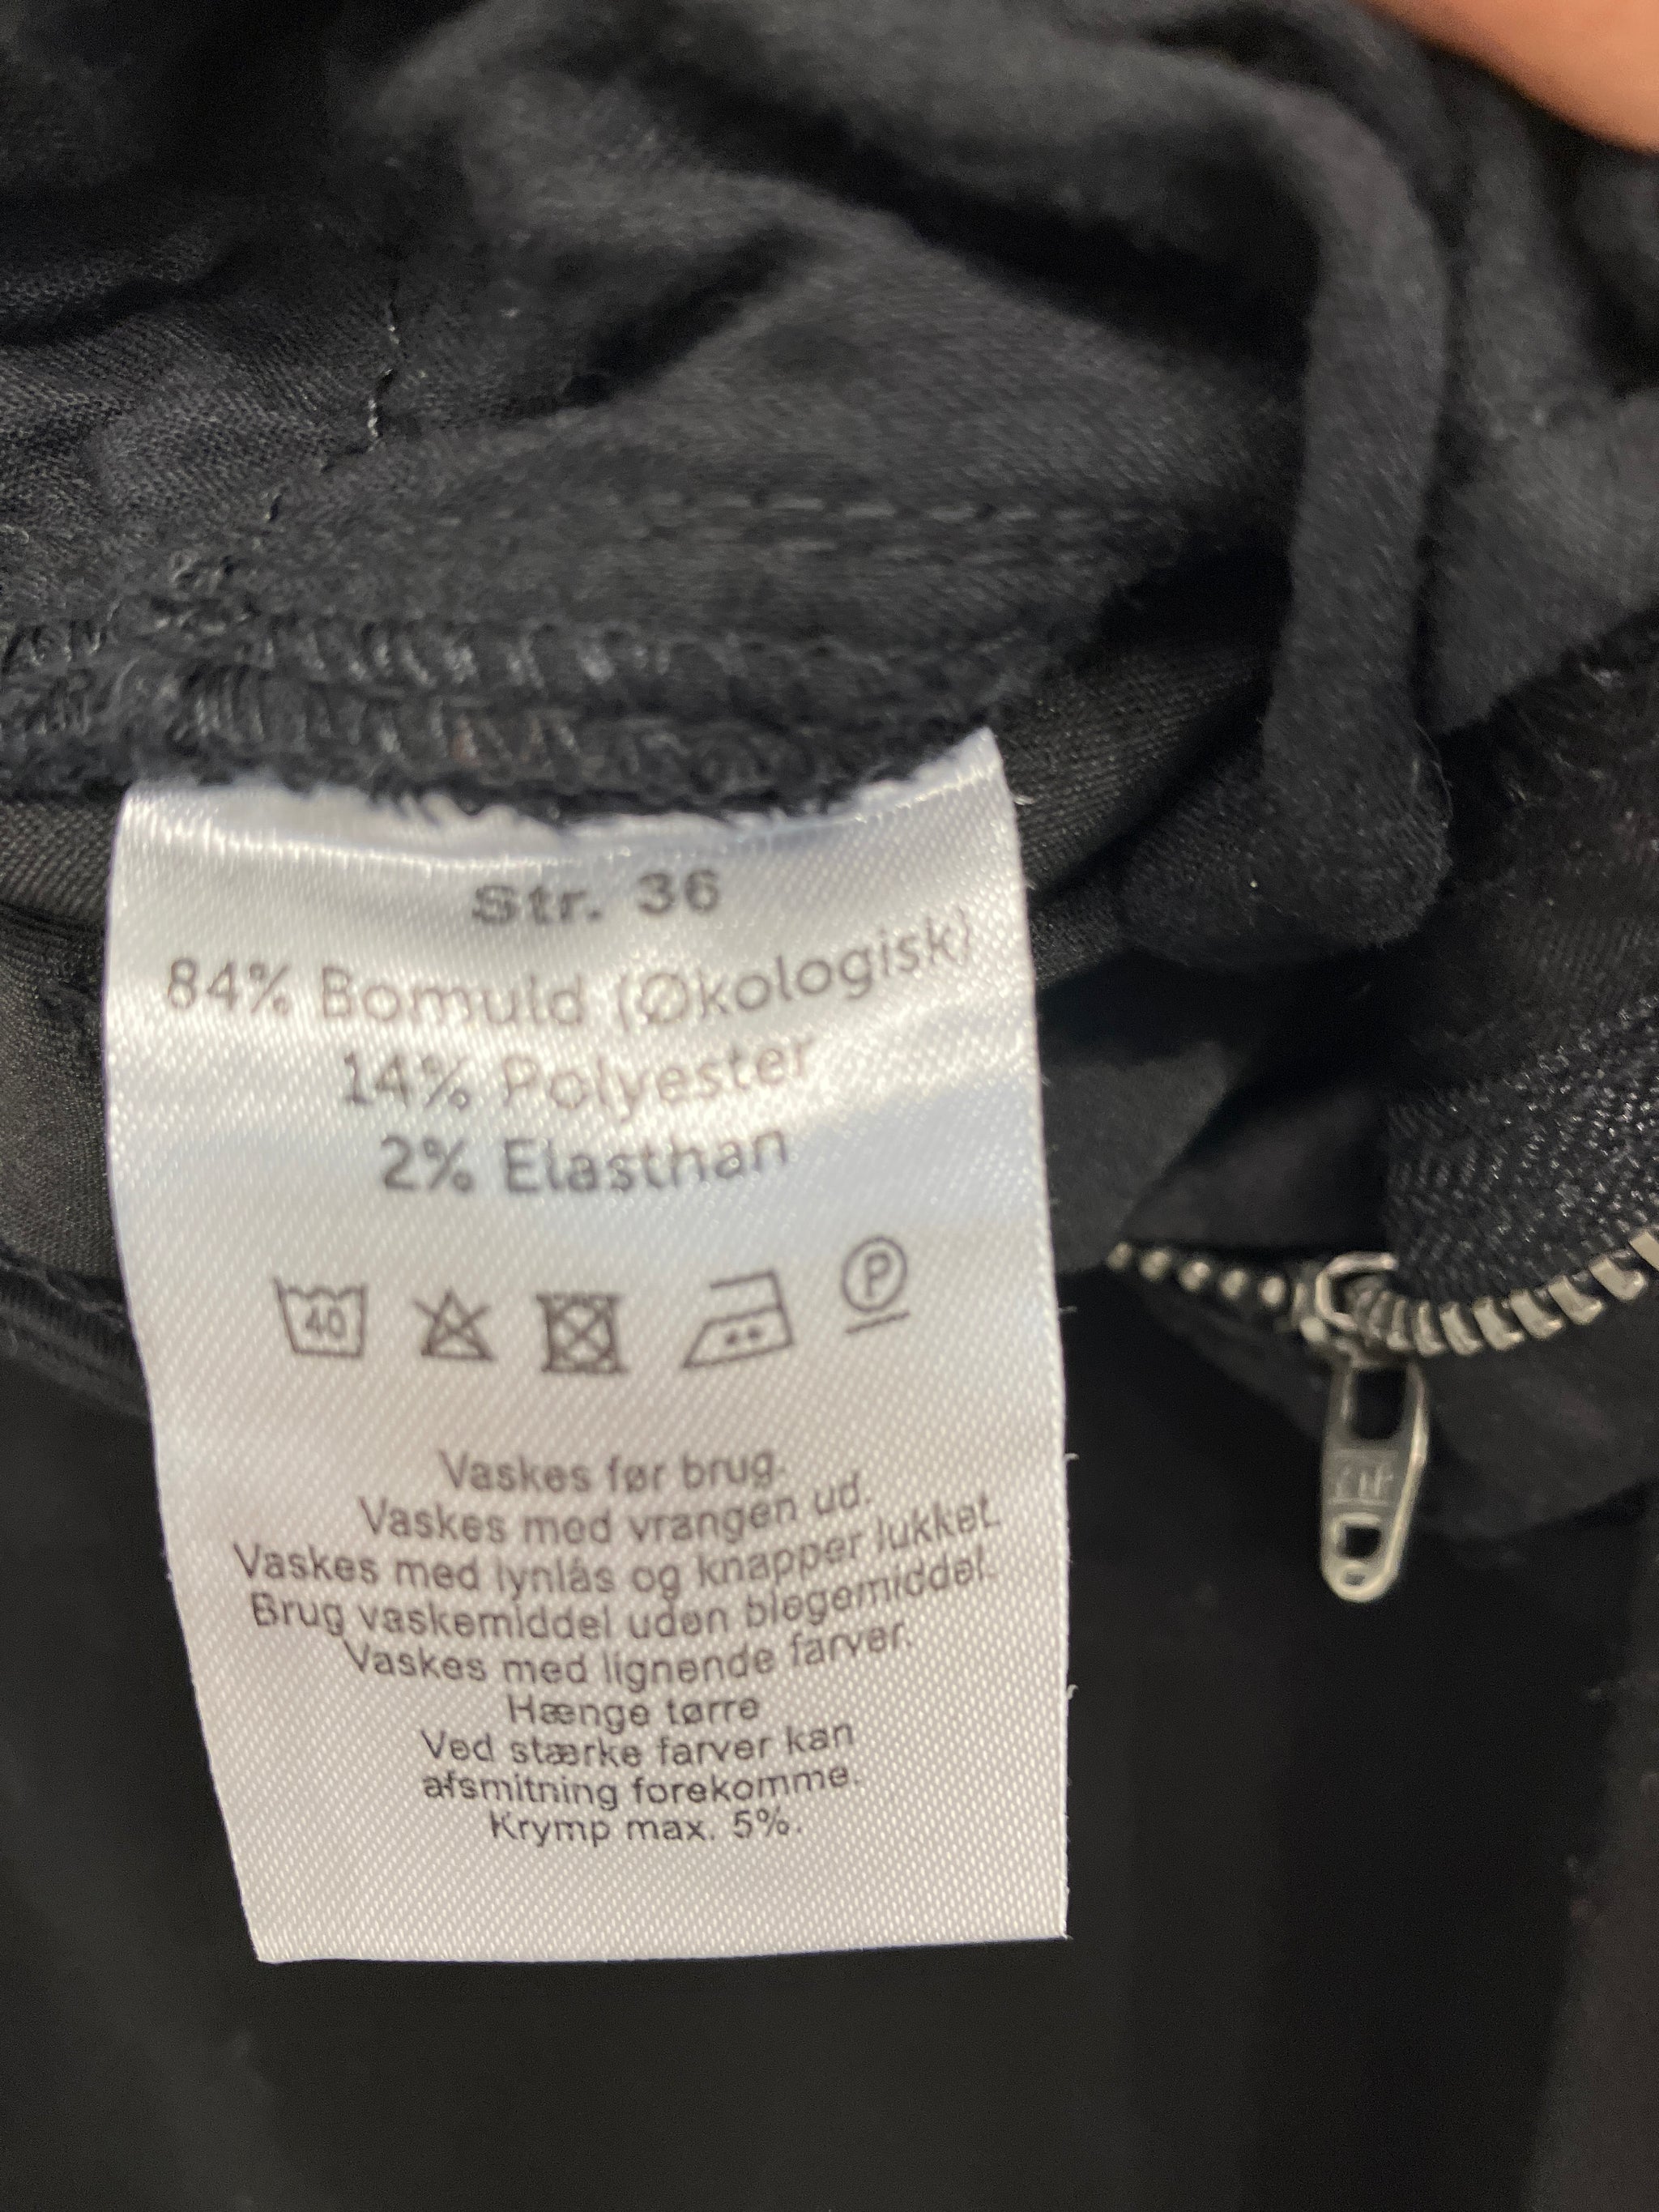 Str. 36
84% Bomuld (Økologisk)
14% Polyester
2% Elasthan
40
P
Vaskes før brug.
Vaskes med vrangen ud.
Vaskes med lynlås og knapper lukket.
Brug vaskemiddel uden blegemiddel.
Vaskes med lignende farver.
Hænge tørre
Ved stærke farver kan
afsmitning forekomme.
Krymp max. 5%.